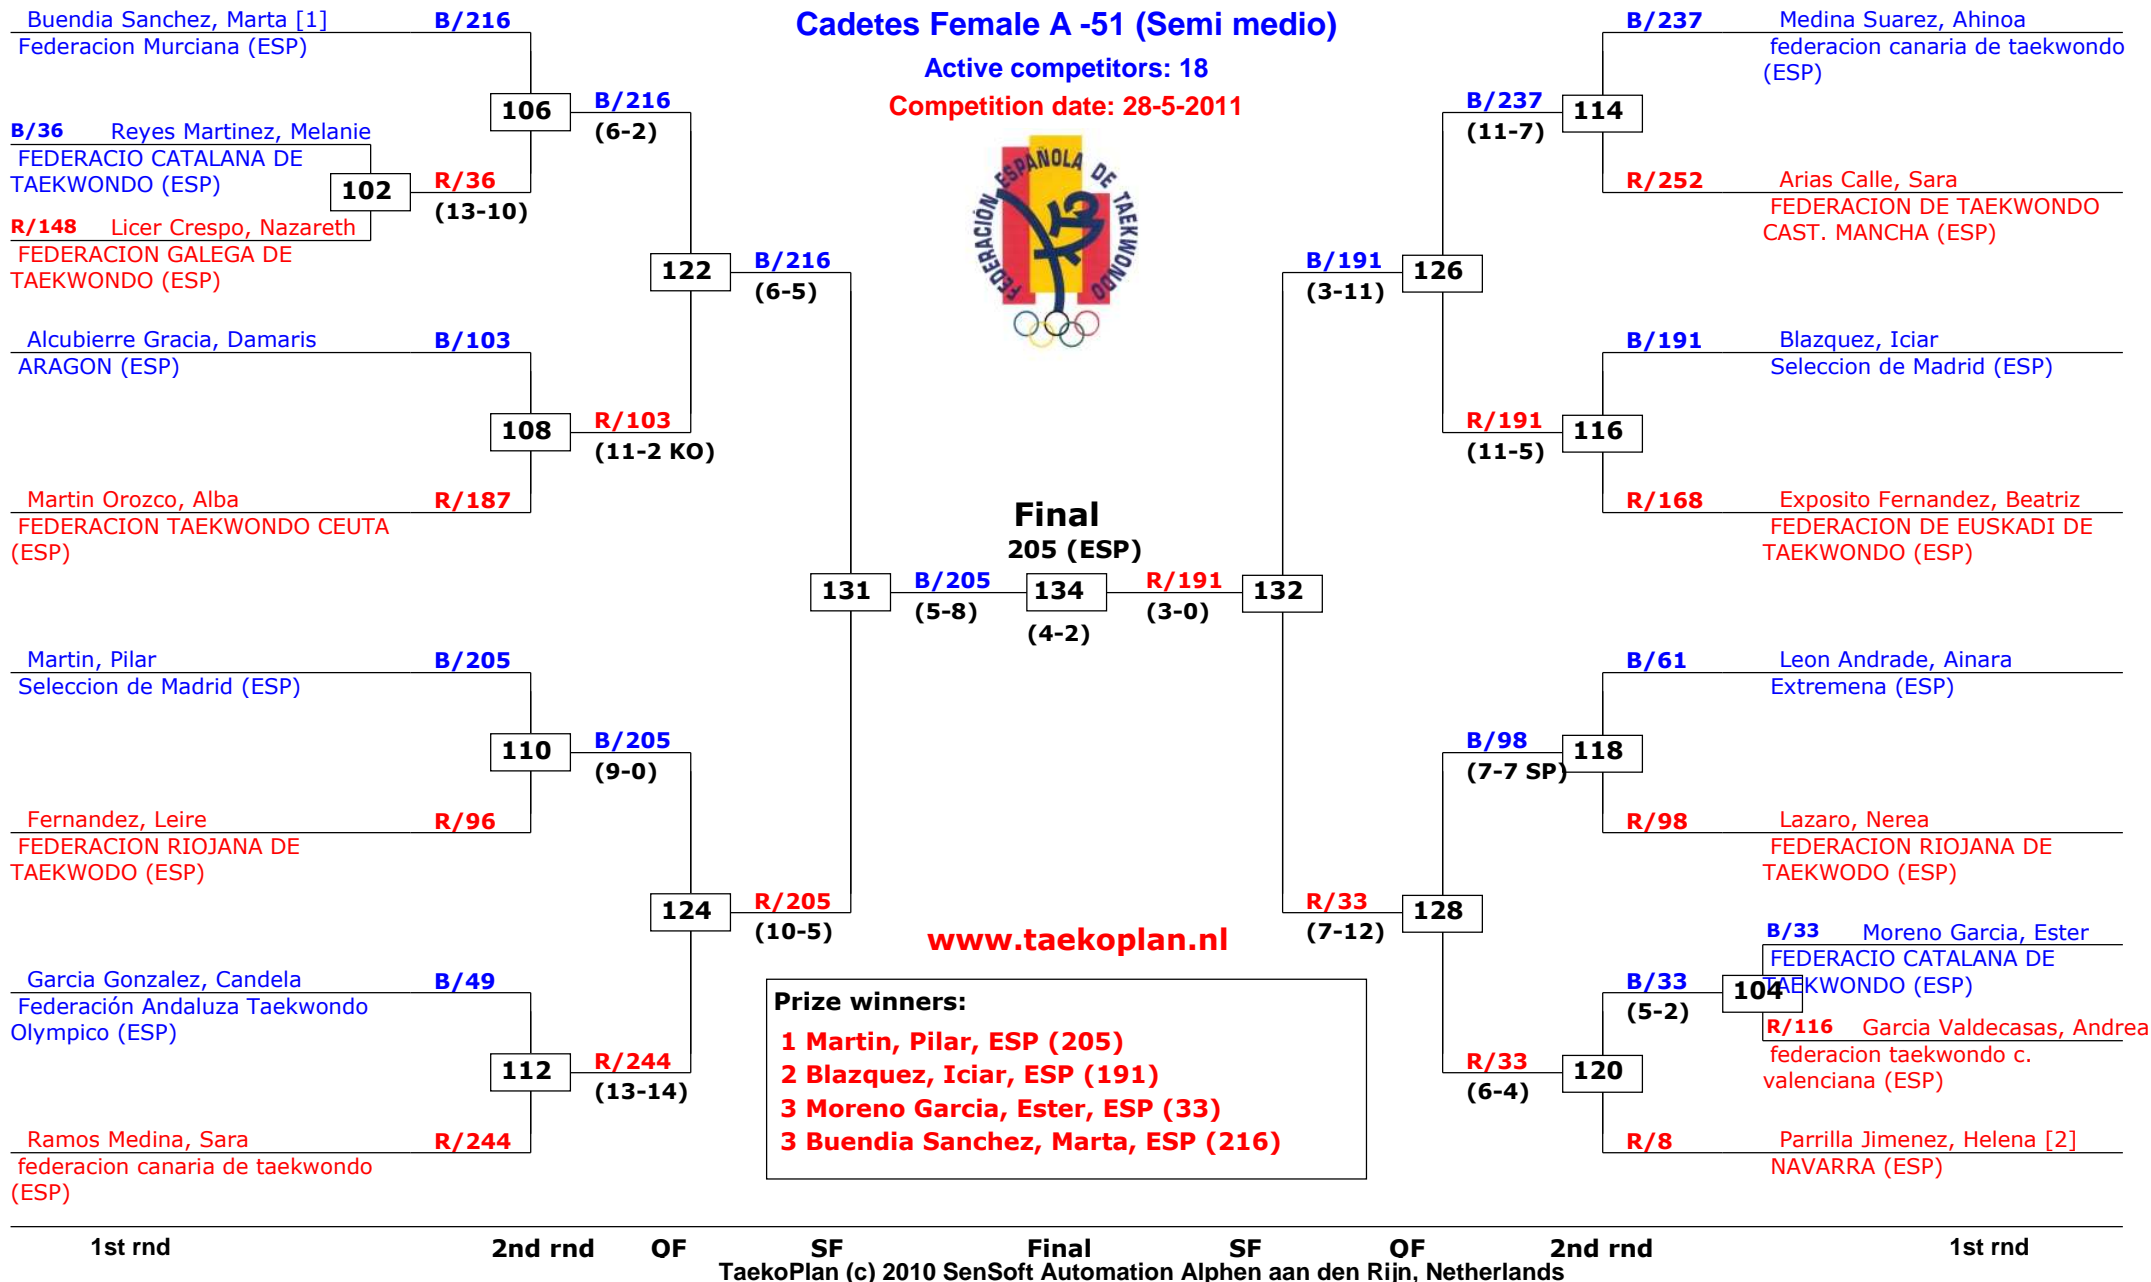 Cadetes Female A -51 (Semi medio)
Active competitors: 18
Competition date: 28-5-2011
FEDERACIÓN ESPAÑOLA DE TAEKWONDO
Buendia Sanchez, Marta [1] B/216
Federacion Murciana (ESP)
106
B/216
(6-2)
B/36 Reyes Martinez, Melanie
FEDERACIO CATALANA DE
TAEKWONDO (ESP)
102
R/36
(13-10)
R/148 Licer Crespo, Nazareth
FEDERACION GALEGA DE
TAEKWONDO (ESP)
122
B/216
(6-5)
Alcubierre Gracia, Damaris B/103
ARAGON (ESP)
108
R/103
(11-2 KO)
Martin Orozco, Alba R/187
FEDERACION TAEKWONDO CEUTA
(ESP)
131
B/205
(5-8)
Martin, Pilar B/205
Seleccion de Madrid (ESP)
110
B/205
(9-0)
Fernandez, Leire R/96
FEDERACION RIOJANA DE
TAEKWODO (ESP)
124
R/205
(10-5)
Garcia Gonzalez, Candela B/49
Federación Andaluza Taekwondo
Olympico (ESP)
112
R/244
(13-14)
Ramos Medina, Sara R/244
federacion canaria de taekwondo
(ESP)
Final
205 (ESP)
134
(4-2)
R/191
(3-0)
132
B/237 Medina Suarez, Ahinoa
federacion canaria de taekwondo
(ESP)
B/237
(11-7)
114
R/252 Arias Calle, Sara
FEDERACION DE TAEKWONDO
CAST. MANCHA (ESP)
B/191
(3-11)
126
B/191 Blazquez, Iciar
Seleccion de Madrid (ESP)
R/191
(11-5)
116
R/168 Exposito Fernandez, Beatriz
FEDERACION DE EUSKADI DE
TAEKWONDO (ESP)
B/61 Leon Andrade, Ainara
Extremena (ESP)
B/98
(7-7 SP)
118
R/98 Lazaro, Nerea
FEDERACION RIOJANA DE
TAEKWODO (ESP)
R/33
(7-12)
128
B/33 Moreno Garcia, Ester
FEDERACIO CATALANA DE
TAEKWONDO (ESP)
B/33
(5-2)
104
R/116 Garcia Valdecasas, Andrea
federacion taekwondo c.
valenciana (ESP)
R/33
(6-4)
120
R/8 Parrilla Jimenez, Helena [2]
NAVARRA (ESP)
www.taekoplan.nl
Prize winners:
1 Martin, Pilar, ESP (205)
2 Blazquez, Iciar, ESP (191)
3 Moreno Garcia, Ester, ESP (33)
3 Buendia Sanchez, Marta, ESP (216)
1st rnd 2nd rnd QF SF Final SF QF 2nd rnd 1st rnd
TaekoPlan (c) 2010 SenSoft Automation Alphen aan den Rijn, Netherlands